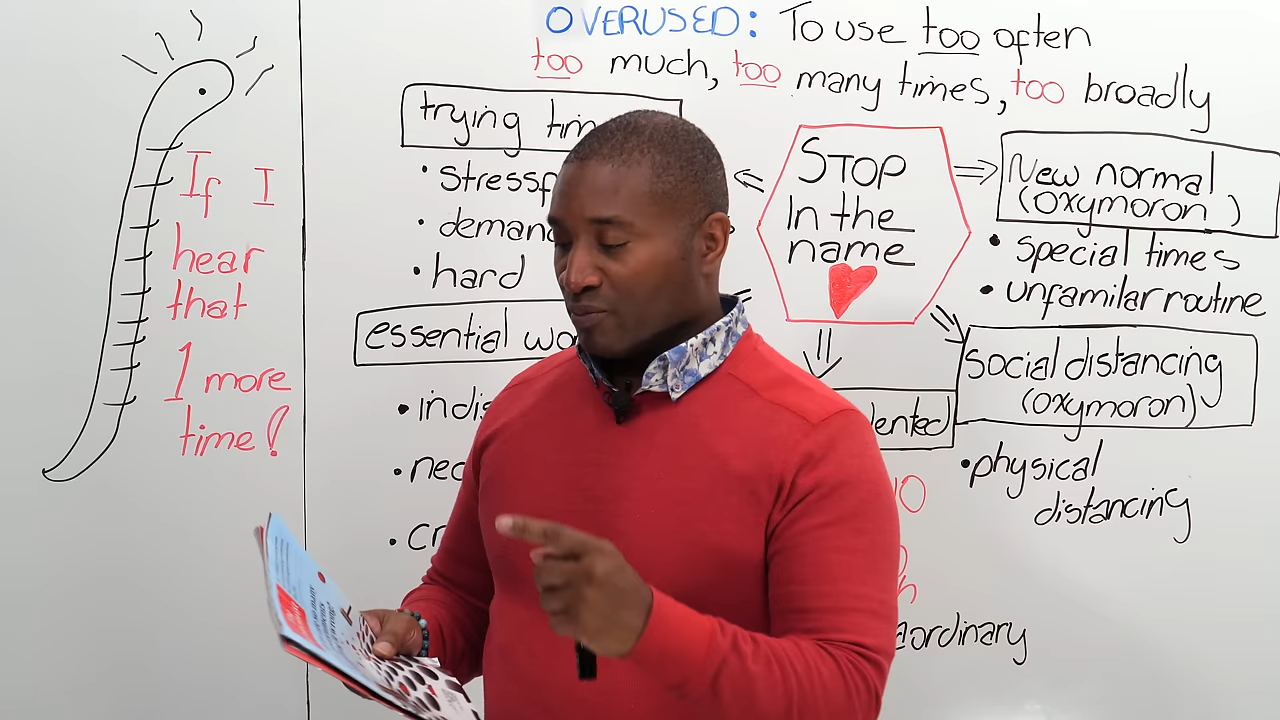 OVERUSED: To use too often
too much, too many times, too broadly
If I
hear
that
1 more
time!
trying tim
• stressf
• deman
• hard
essential wo
• indis
• nec
• cr
STOP
In the
name
New normal
(oxymoron)
• special times
• unfamilar routine
Social distancing
(oxymoron)
• physical
distancing
ented
aordinary